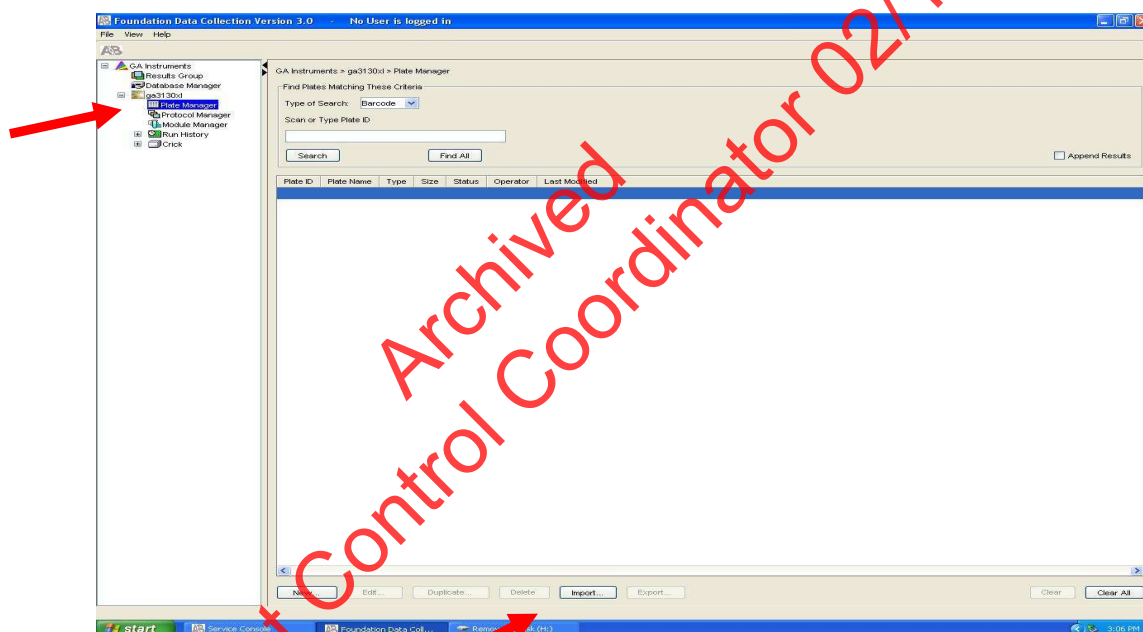 Foundation Data Collection Version 3.0 - No User is logged in
File View Help
AB
GA Instruments
Results Group
Database Manager
ga3130xl
Plate Manager
Protocol Manager
Module Manager
Run History
Crick
GA Instruments > ga3130xl > Plate Manager
Find Plates Matching These Criteria
Type of Search: Barcode
Scan or Type Plate ID
Search Find All Append Results
Plate ID Plate Name Type Size Status Operator Last Modified
New... Edit... Duplicate... Delete Import... Export... Clear Clear All
start Service Console Foundation Data Coll... (H:) 3:06 PM
Archived
Control Coordinator 02/